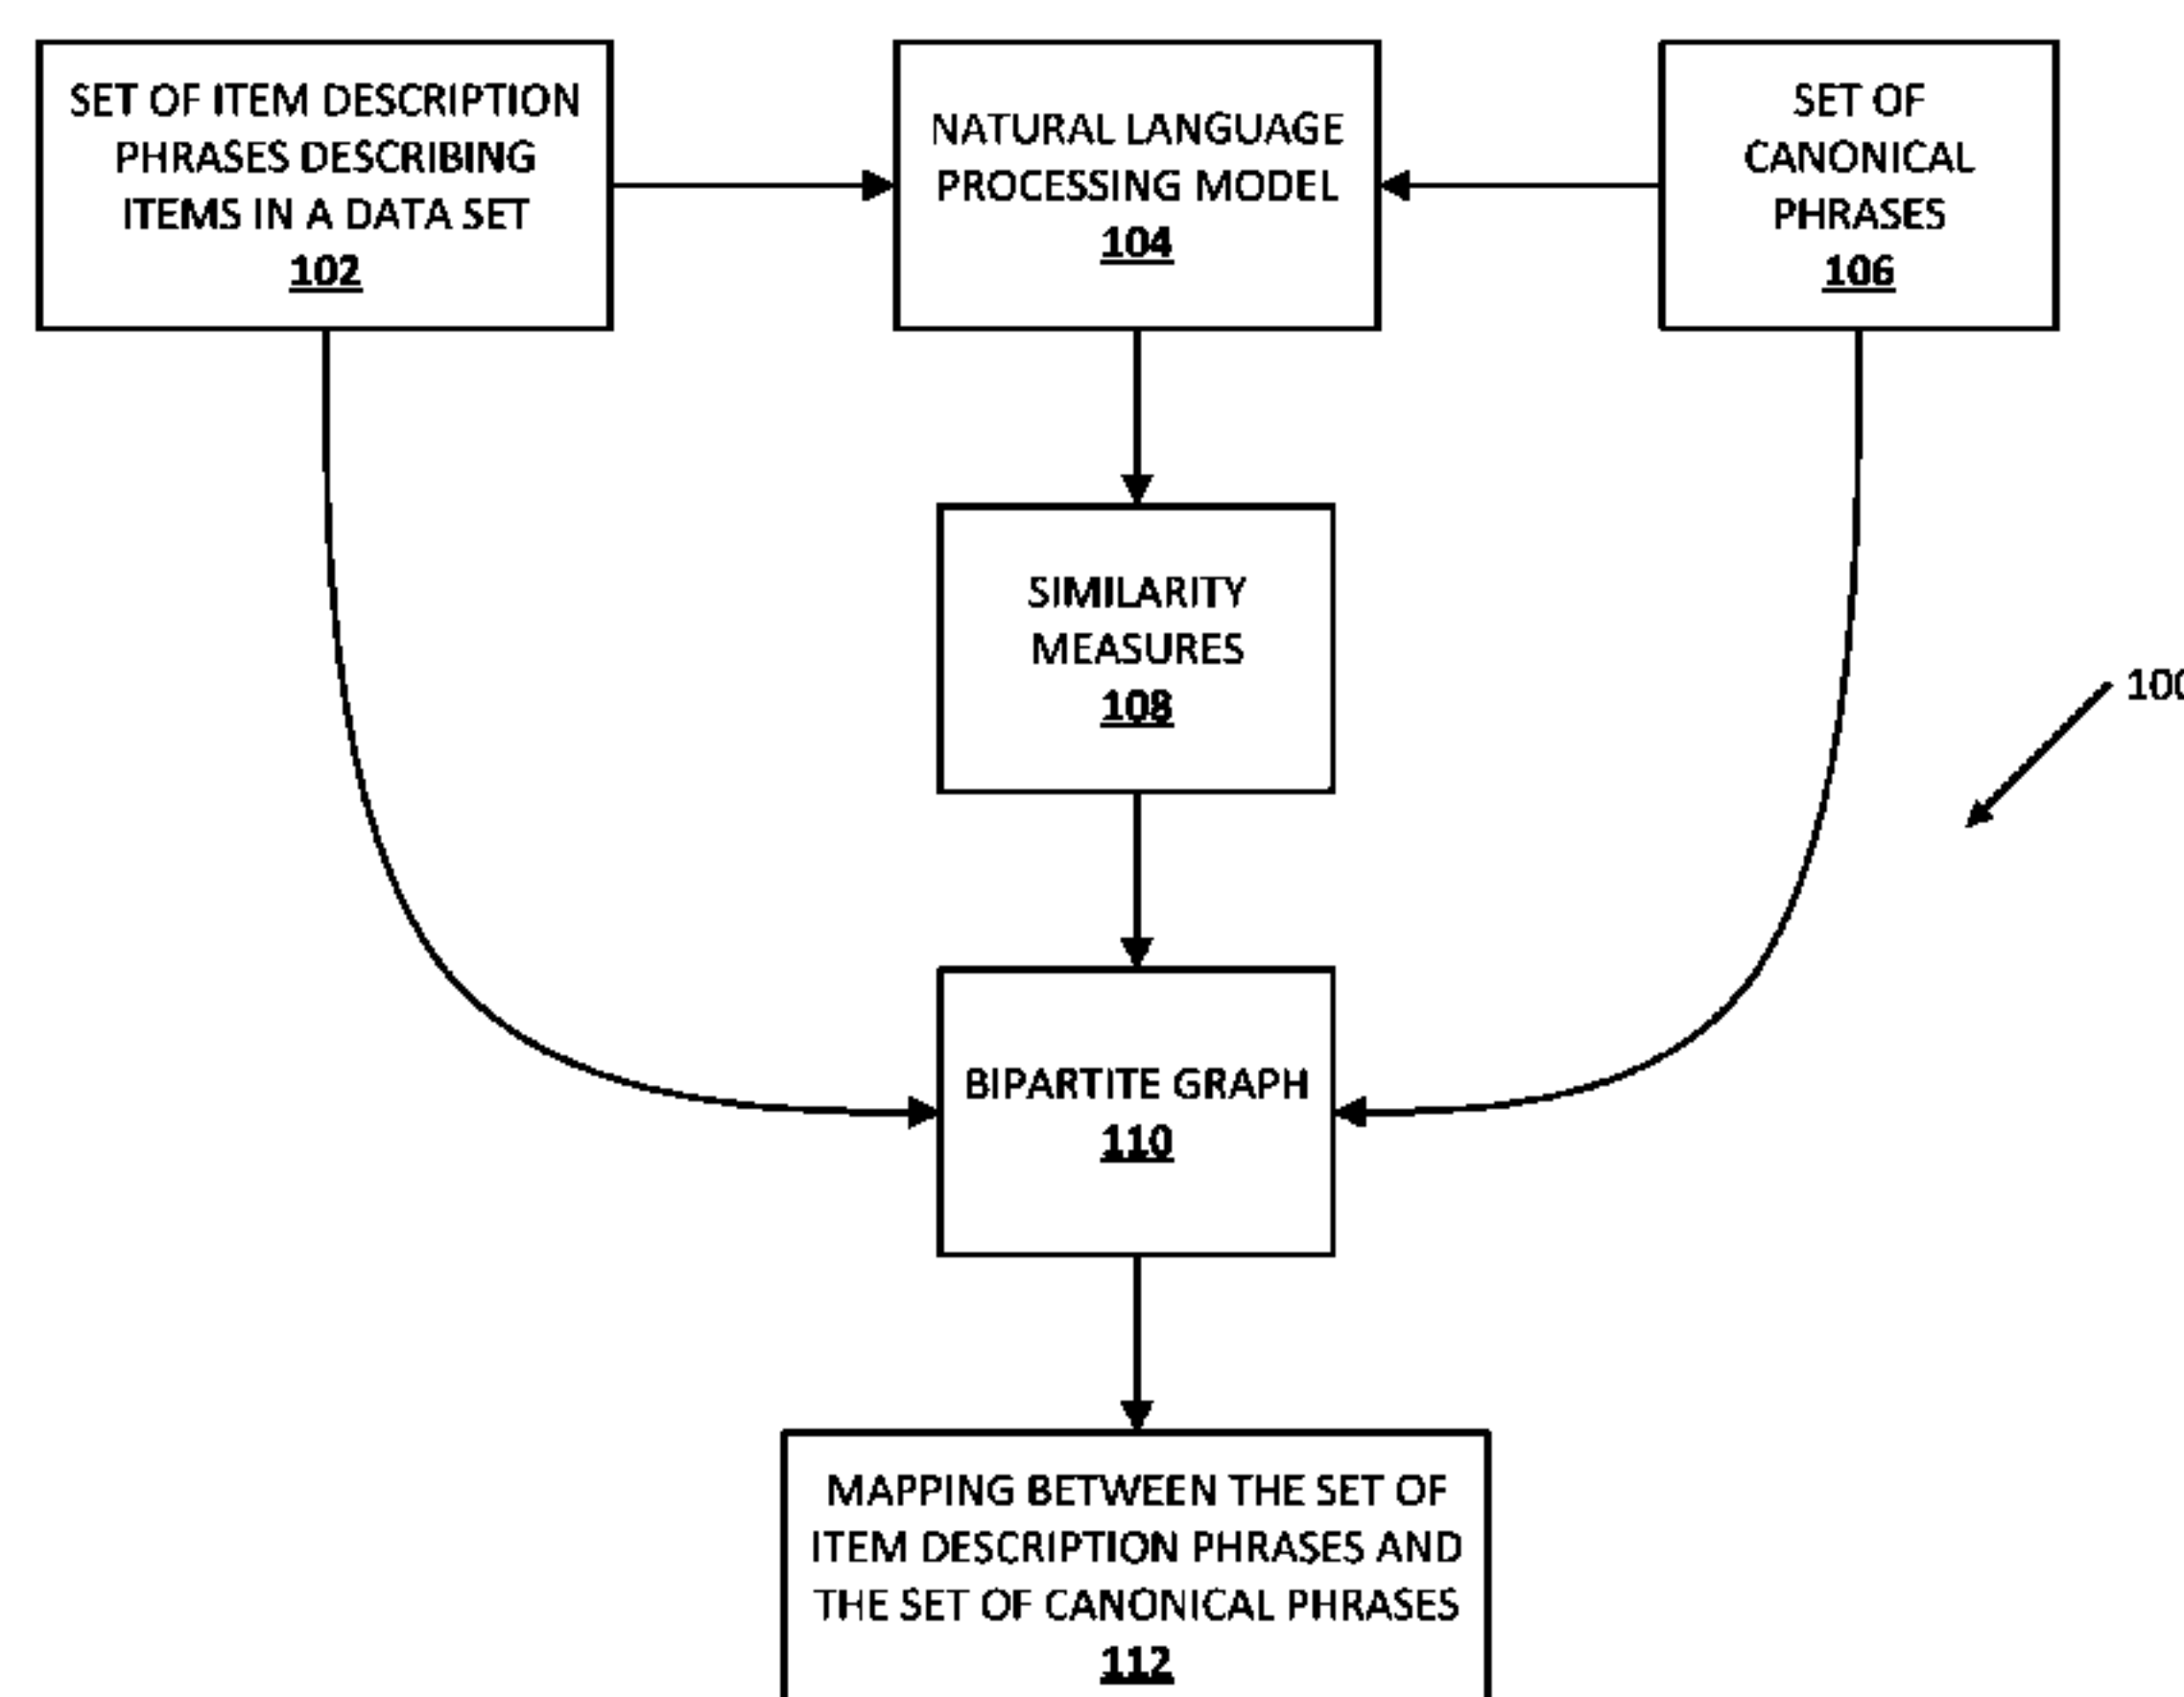 SET OF ITEM DESCRIPTION
PHRASES DESCRIBING
ITEMS IN A DATA SET
102
NATURAL LANGUAGE
PROCESSING MODEL
104
SET OF
CANONICAL
PHRASES
106
SIMILARITY
MEASURES
108
100
BIPARTITE GRAPH
110
MAPPING BETWEEN THE SET OF
ITEM DESCRIPTION PHRASES AND
THE SET OF CANONICAL PHRASES
112